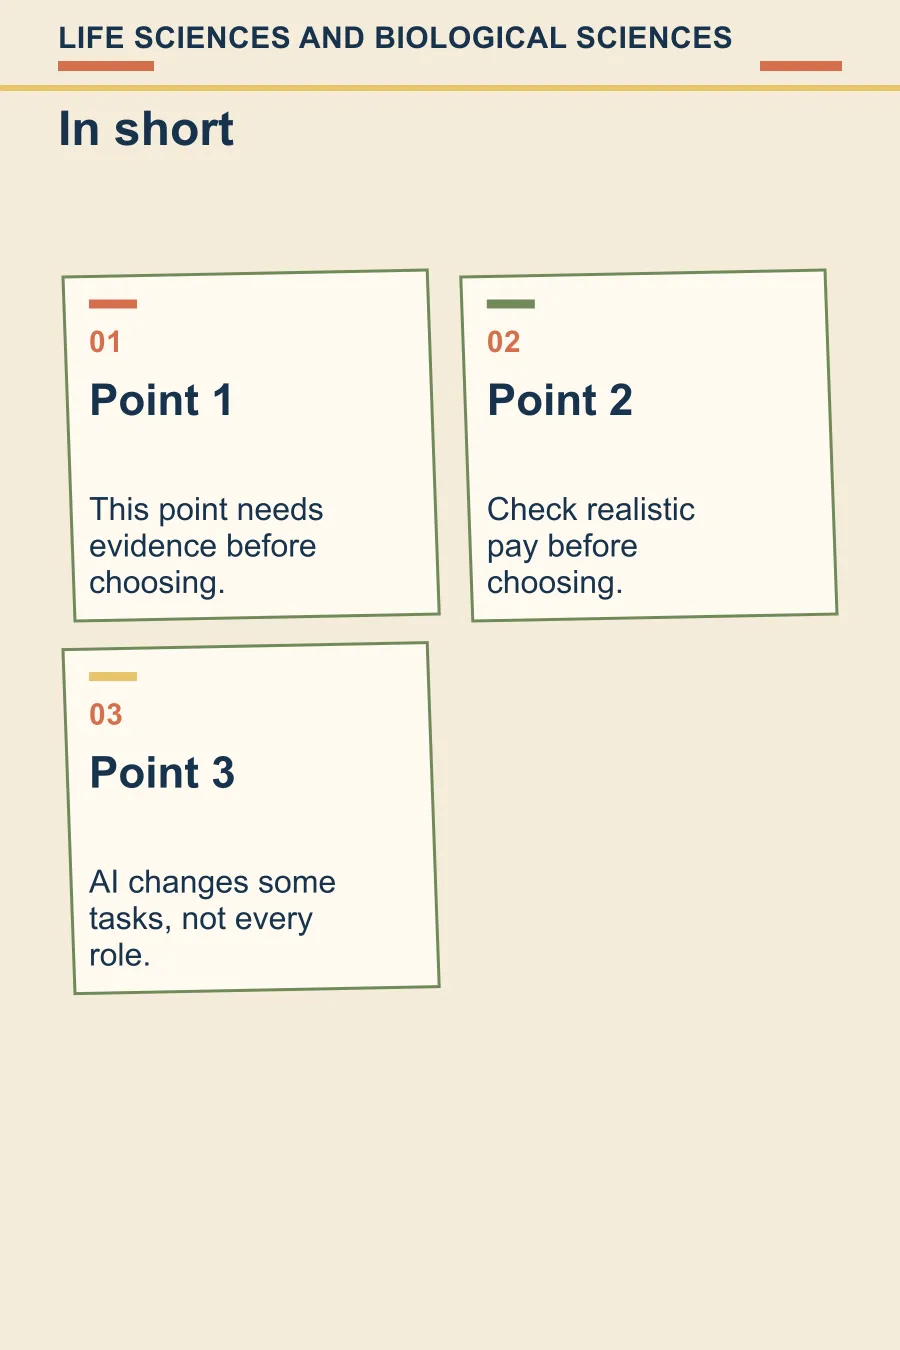 LIFE SCIENCES AND BIOLOGICAL SCIENCES
In short
01
Point 1
This point needs
evidence before
choosing.
02
Point 2
Check realistic
pay before
choosing.
03
Point 3
AI changes some
tasks, not every
role.